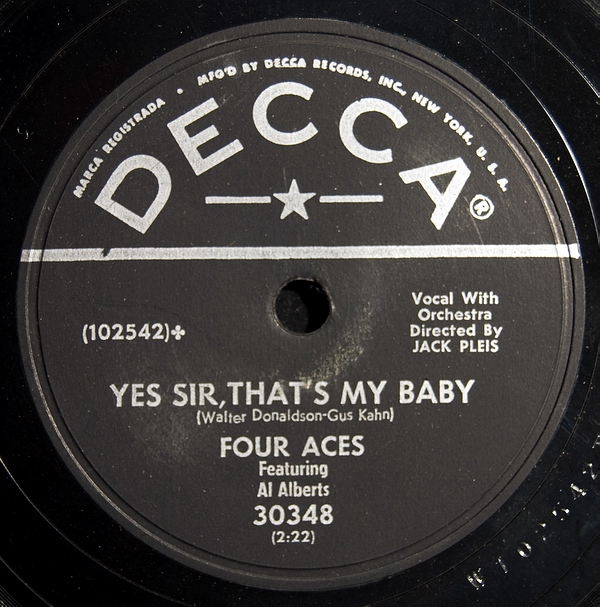 MARCA REGISTRADA • MFG'D BY DECCA RECORDS, INC., NEW YORK, U. S. A.
DECCA®
(102542)✤
Vocal With
Orchestra
Directed By
JACK PLEIS
YES SIR, THAT'S MY BABY
(Walter Donaldson-Gus Kahn)
FOUR ACES
Featuring
Al Alberts
30348
(2:22)